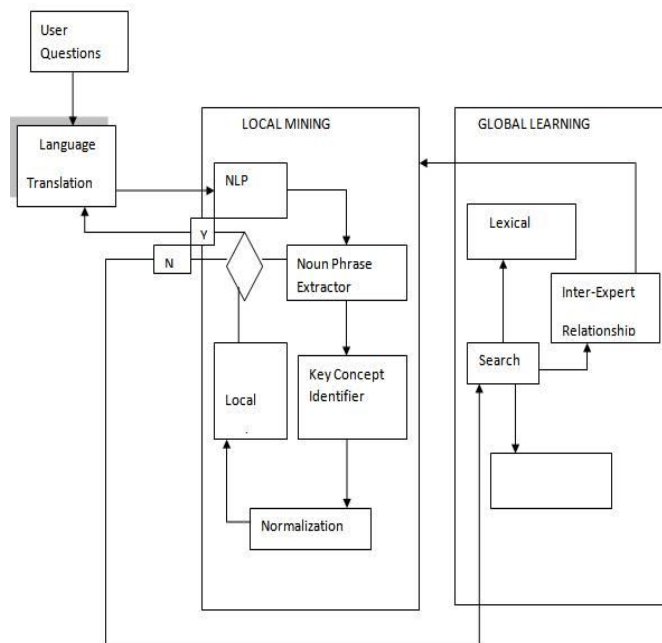 User
Questions
Language
Translation
LOCAL MINING
NLP
Y
N
Noun Phrase
Extractor
Local
Key Concept
Identifier
Normalization
GLOBAL LEARNING
Lexical
Inter-Expert
Relationship
Search